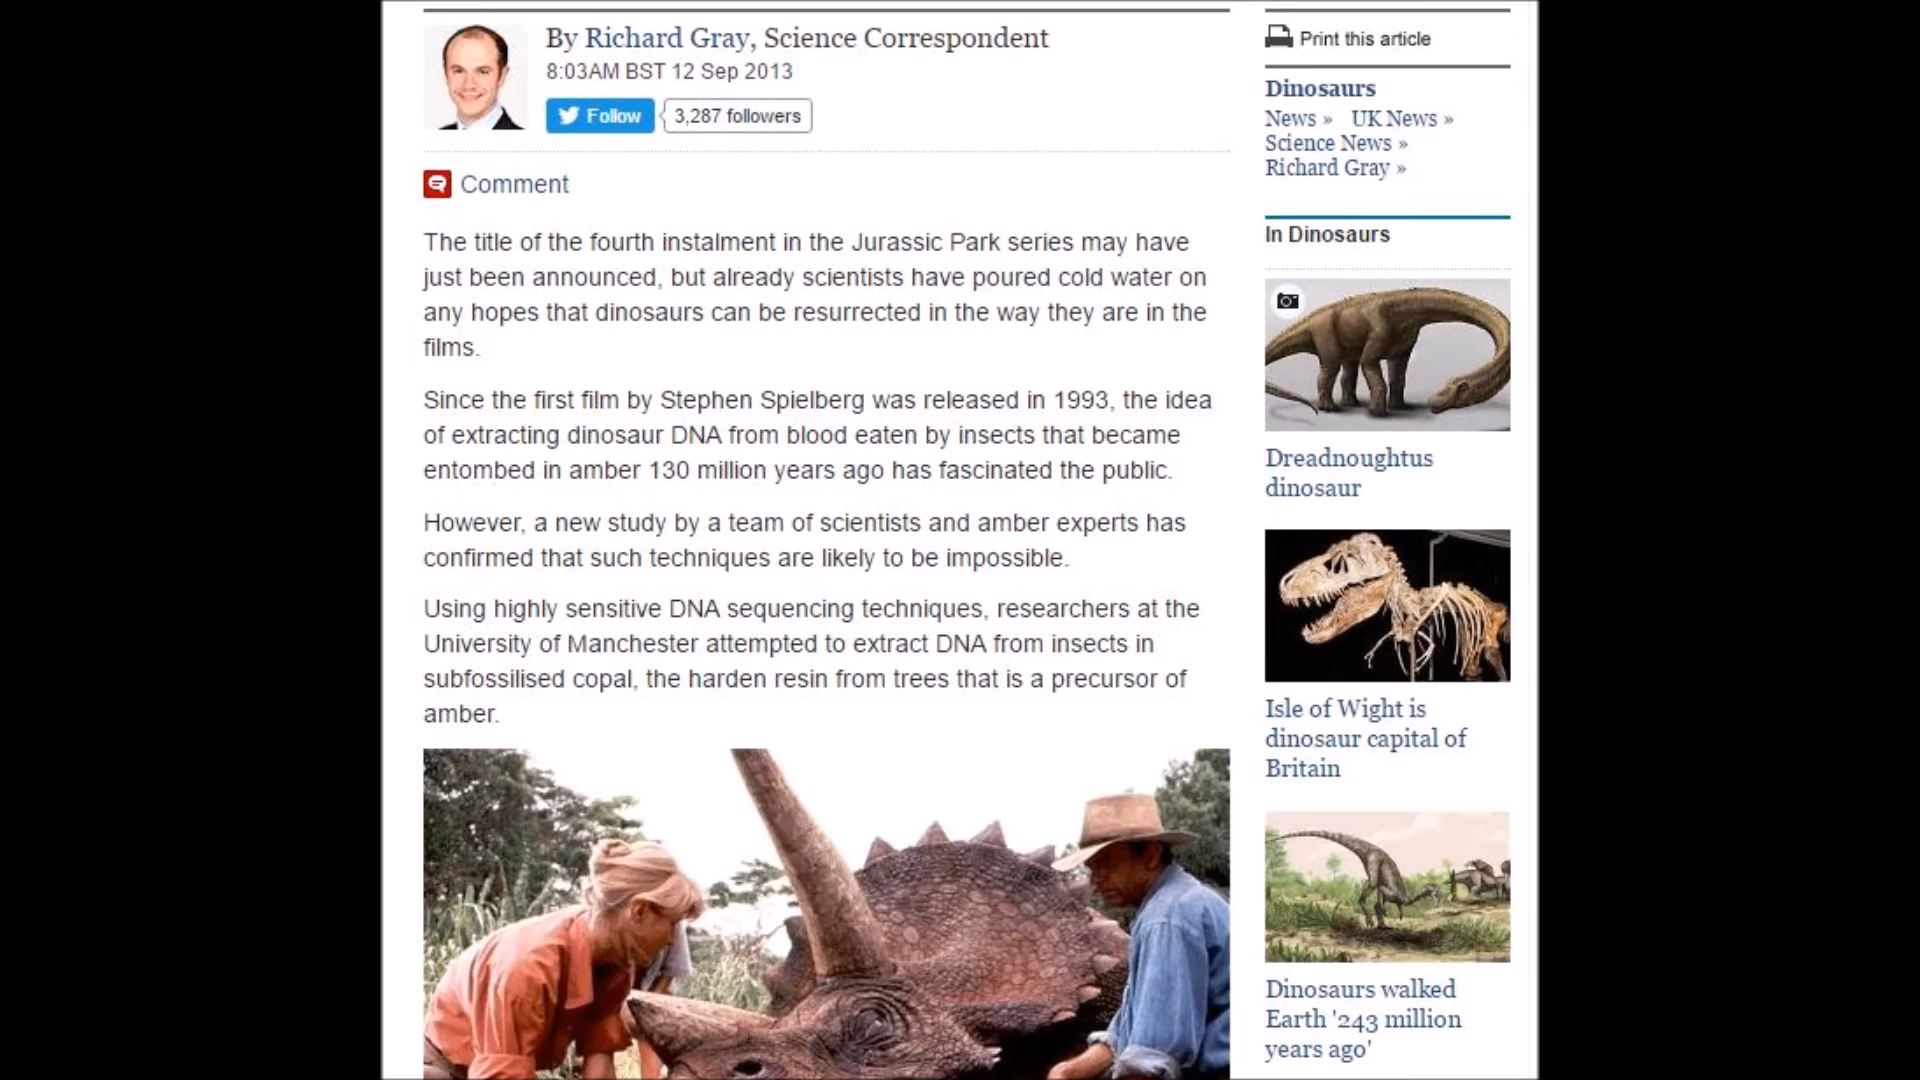 By Richard Gray, Science Correspondent
8:03AM BST 12 Sep 2013
Follow
3,287 followers
Comment
The title of the fourth instalment in the Jurassic Park series may have
just been announced, but already scientists have poured cold water on
any hopes that dinosaurs can be resurrected in the way they are in the
films.
Since the first film by Stephen Spielberg was released in 1993, the idea
of extracting dinosaur DNA from blood eaten by insects that became
entombed in amber 130 million years ago has fascinated the public.
However, a new study by a team of scientists and amber experts has
confirmed that such techniques are likely to be impossible.
Using highly sensitive DNA sequencing techniques, researchers at the
University of Manchester attempted to extract DNA from insects in
subfossilised copal, the harden resin from trees that is a precursor of
amber.
Print this article
Dinosaurs
News » UK News »
Science News »
Richard Gray »
In Dinosaurs
Dreadnoughtus
dinosaur
Isle of Wight is
dinosaur capital of
Britain
Dinosaurs walked
Earth '243 million
years ago'